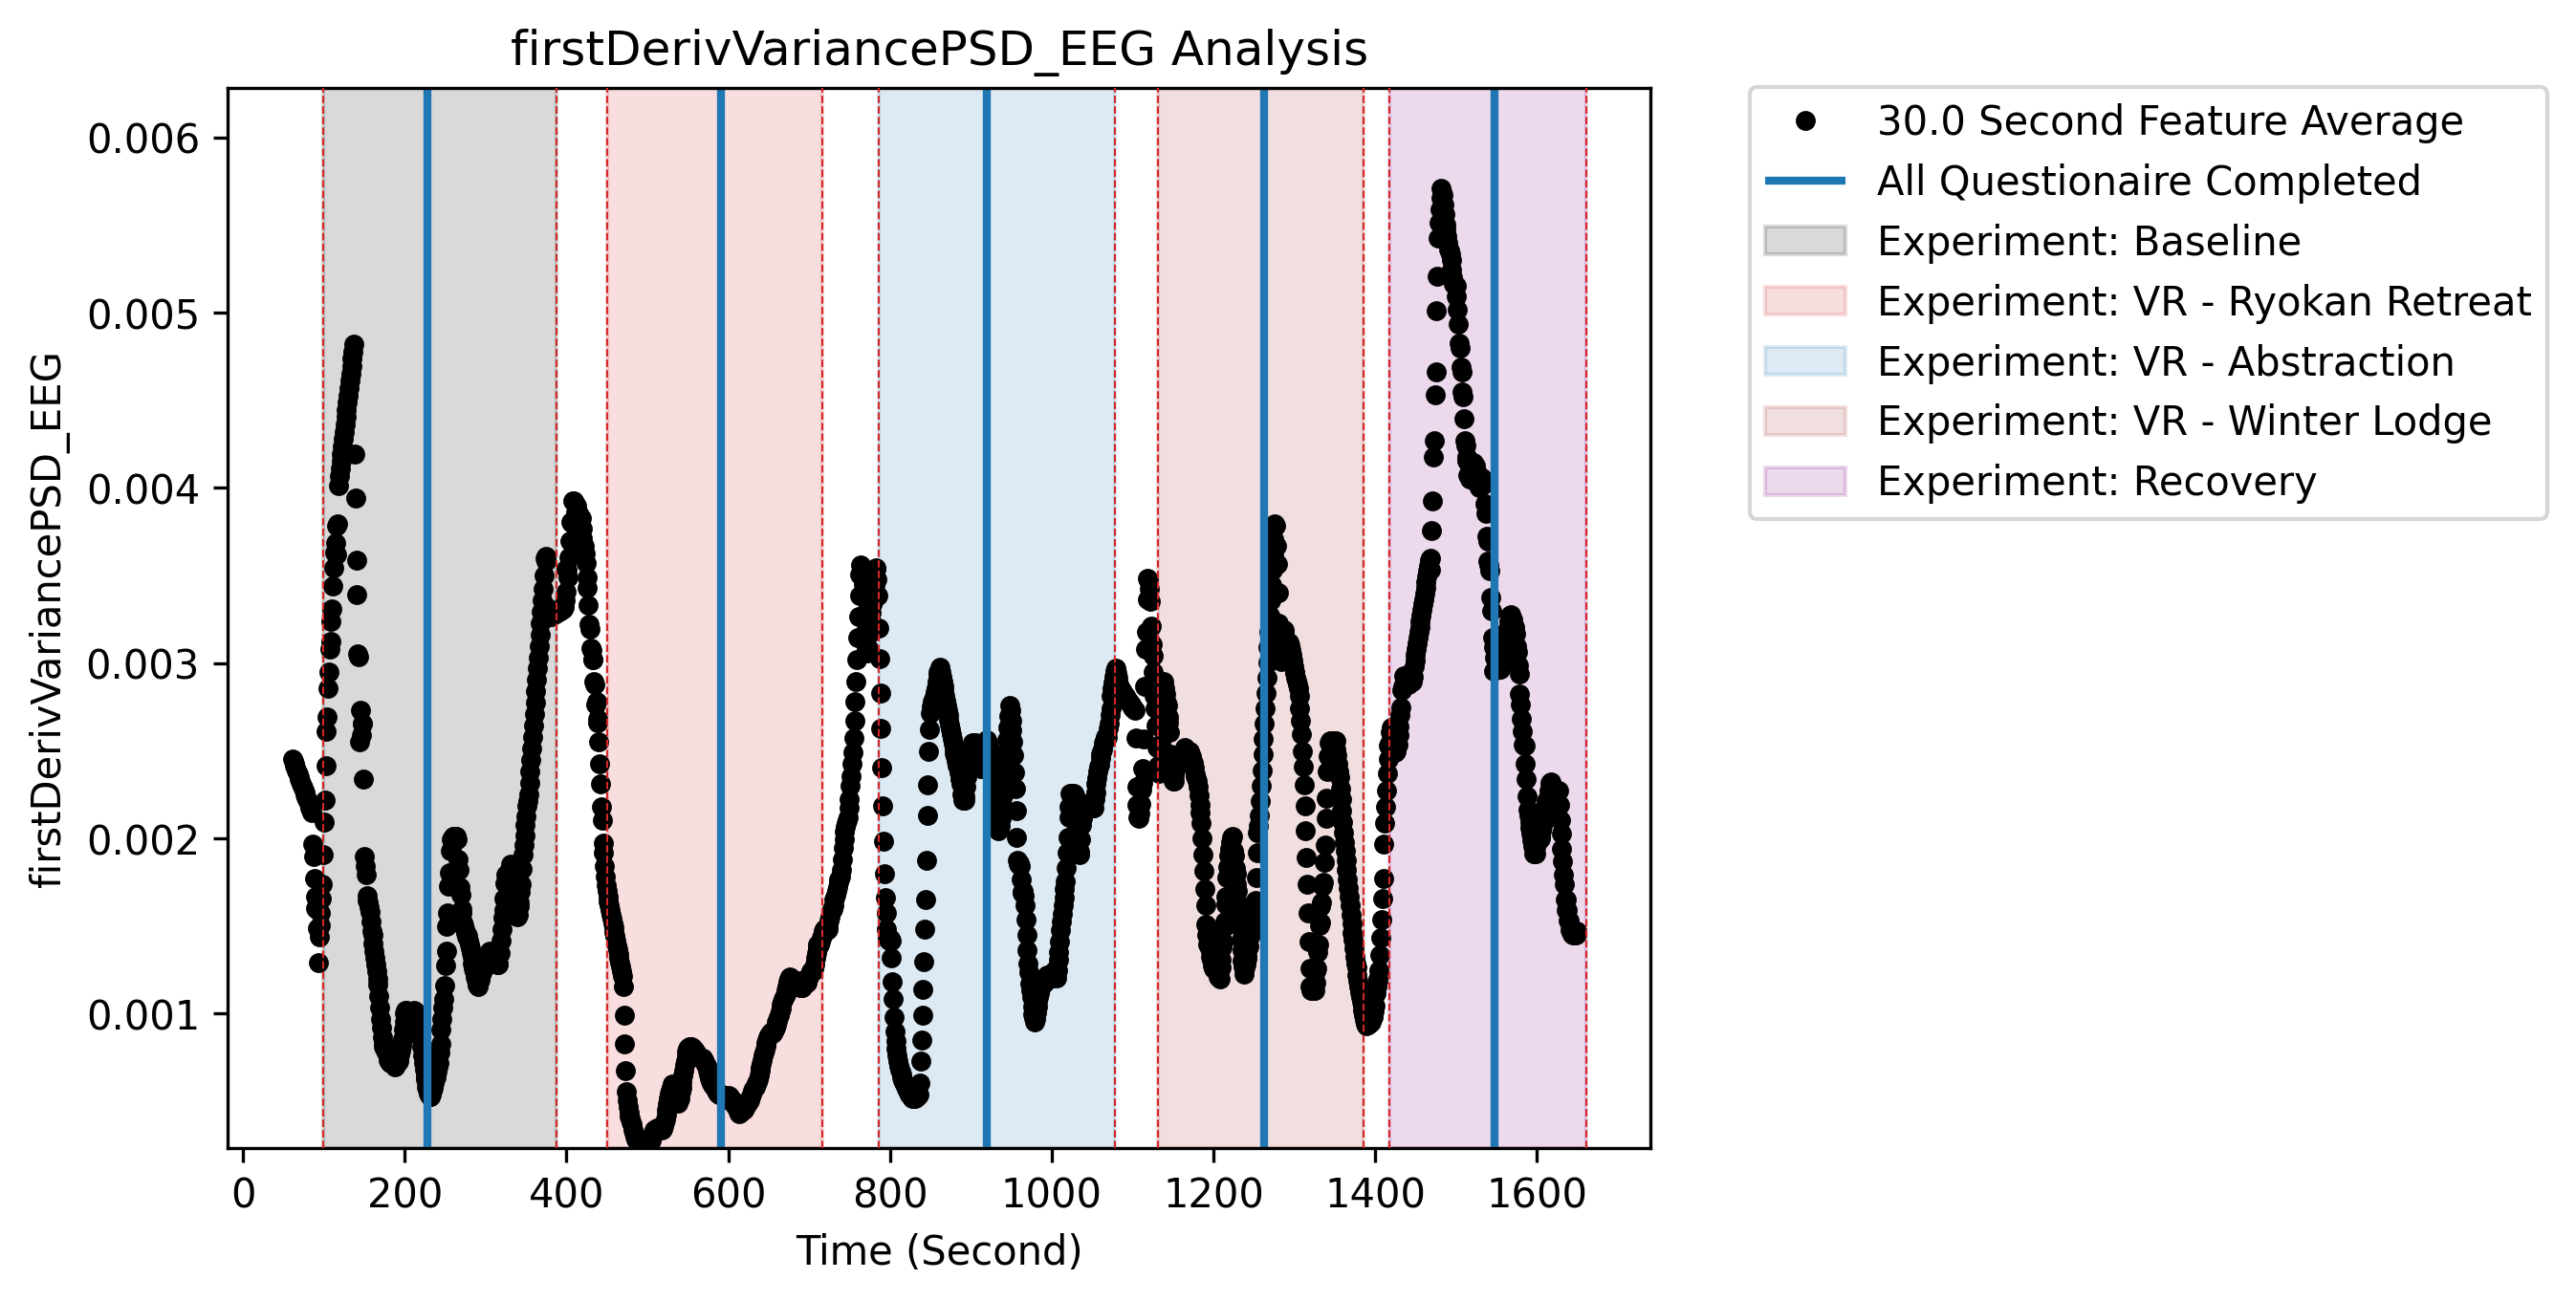 firstDerivVariancePSD_EEG Analysis
firstDerivVariancePSD_EEG
0.006
0.005
0.004
0.003
0.002
0.001
0
200
400
600
800
1000
1200
1400
1600
Time (Second)
30.0 Second Feature Average
All Questionaire Completed
Experiment: Baseline
Experiment: VR - Ryokan Retreat
Experiment: VR - Abstraction
Experiment: VR - Winter Lodge
Experiment: Recovery